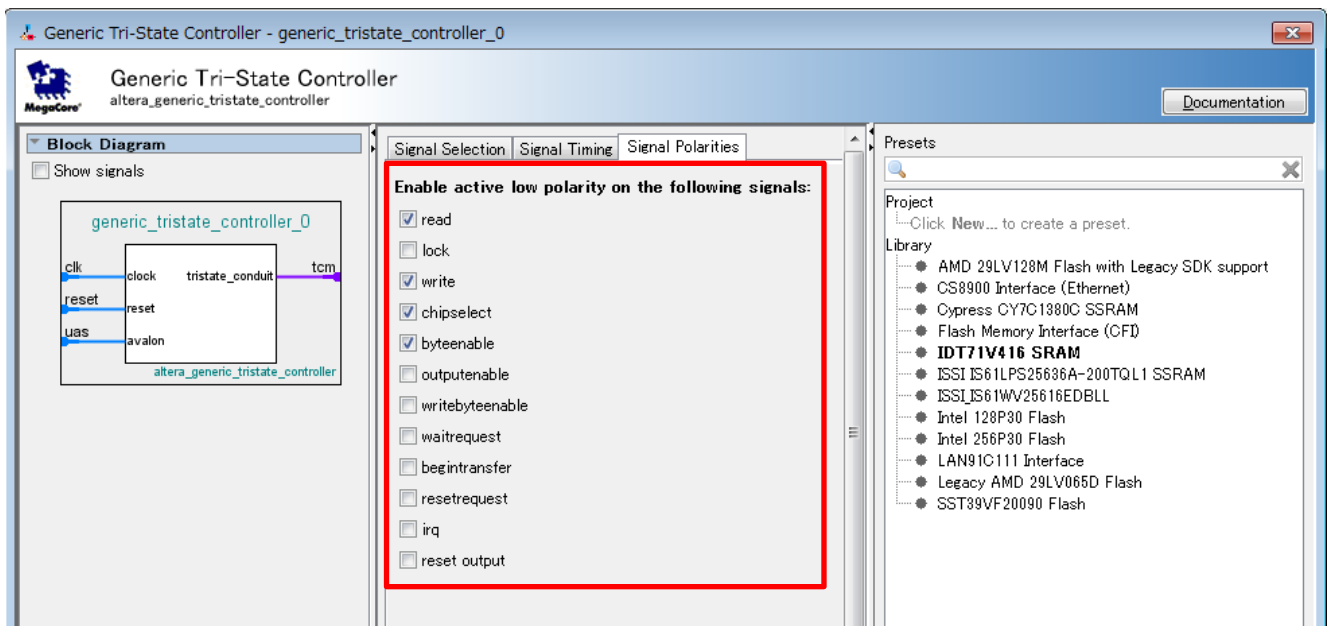 Generic Tri-State Controller - generic_tristate_controller_0
Generic Tri-State Controller
altera_generic_tristate_controller
MegaCore'
Documentation
Block Diagram
Show signals
generic_tristate_controller_0
clk
clock
tristate_conduit
tcm
reset
reset
uas
avalon
altera_generic_tristate_controller
Signal Selection
Signal Timing
Signal Polarities
Enable active low polarity on the following signals:
read
lock
write
chipselect
byteenable
outputenable
writebyteenable
waitrequest
begintransfer
resetrequest
irq
reset output
Presets
Project
Click New... to create a preset.
Library
AMD 29LV128M Flash with Legacy SDK support
CS8900 Interface (Ethernet)
Cypress CY7C1380C SSRAM
Flash Memory Interface (CFI)
IDT71V416 SRAM
ISSI IS61LPS25636A-200TQL1 SSRAM
ISSI_IS61WV25616EDBLL
Intel 128P30 Flash
Intel 256P30 Flash
LAN91C111 Interface
Legacy AMD 29LV065D Flash
SST39VF20090 Flash